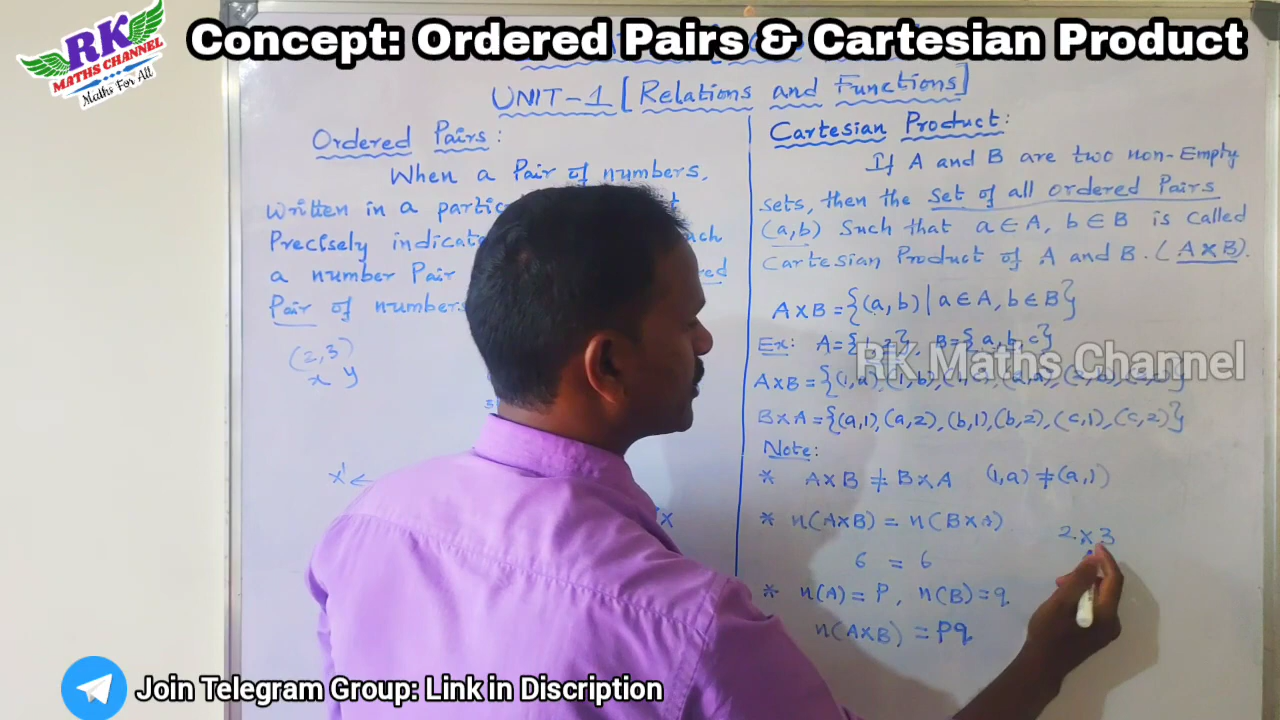 Concept: Ordered Pairs & Cartesian Product
RK
MATHS CHANNEL
Maths For All
UNIT-1 [Relations and Functions]
Ordered Pairs:
When a Pair of numbers,
written in a
Precisely
a number Pair
Pair of numbers
(2,3)
x y
x'
x
Cartesian Product:
If A and B are two non-Empty
sets, then the set of all ordered Pairs
(a,b) Such that a∈A, b∈B is called
Cartesian Product of A and B. (A×B).
A×B = {(a,b) | a∈A, b∈B}
Ex: A= B={a,b,c}
RK Maths Channel
A×B = {(1,a),(1,b),
B×A = {(a,1),(a,2),(b,1),(b,2),(c,1),(c,2)}
Note:
* A×B ≠ B×A (1,a) ≠ (a,1)
* n(A×B) = n(B×A)
2×3
6 = 6
* n(A) = P, n(B)=q
n(A×B) = Pq
Join Telegram Group: Link in Discription